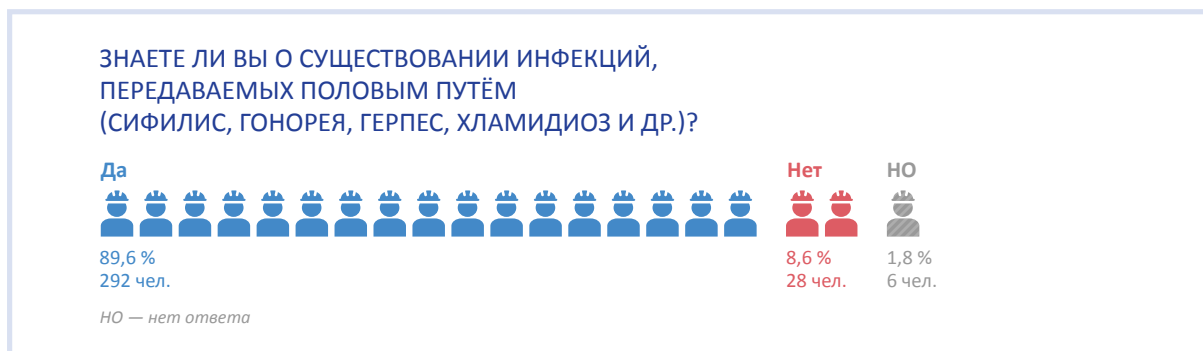 ЗНАЕТЕ ЛИ ВЫ О СУЩЕСТВОВАНИИ ИНФЕКЦИЙ,
ПЕРЕДАВАЕМЫХ ПОЛОВЫМ ПУТЁМ
(СИФИЛИС, ГОНОРЕЯ, ГЕРПЕС, ХЛАМИДИОЗ И ДР.)?
Да Нет НО
89,6 % 8,6 % 1,8 %
292 чел. 28 чел. 6 чел.
НО — нет ответа